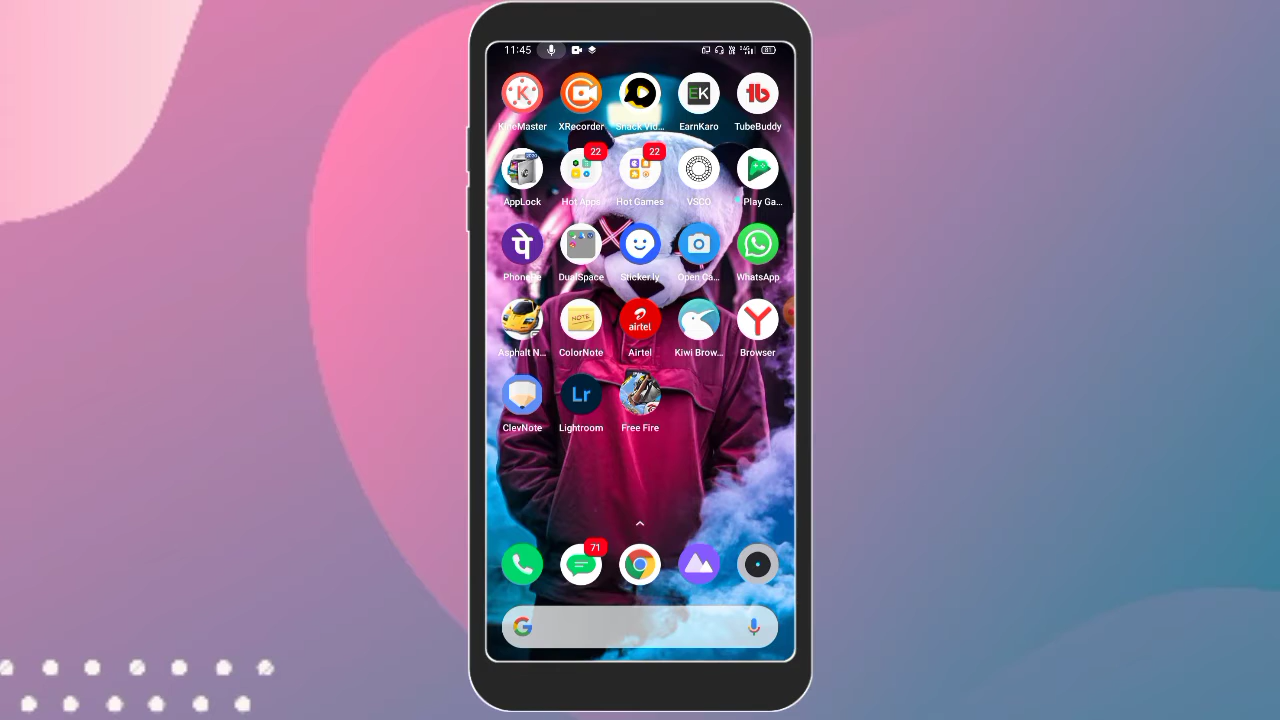 11:45
KineMaster XRecorder Snack Vid... EarnKaro TubeBuddy
22 22
AppLock Hot Apps Hot Games VSCO Play Ga...
पे
PhonePe DualSpace Sticker.ly Open Ca... WhatsApp
NOTE airtel
Asphalt N... ColorNote Airtel Kiwi Brow... Browser
Lr
ClevNote Lightroom Free Fire
71